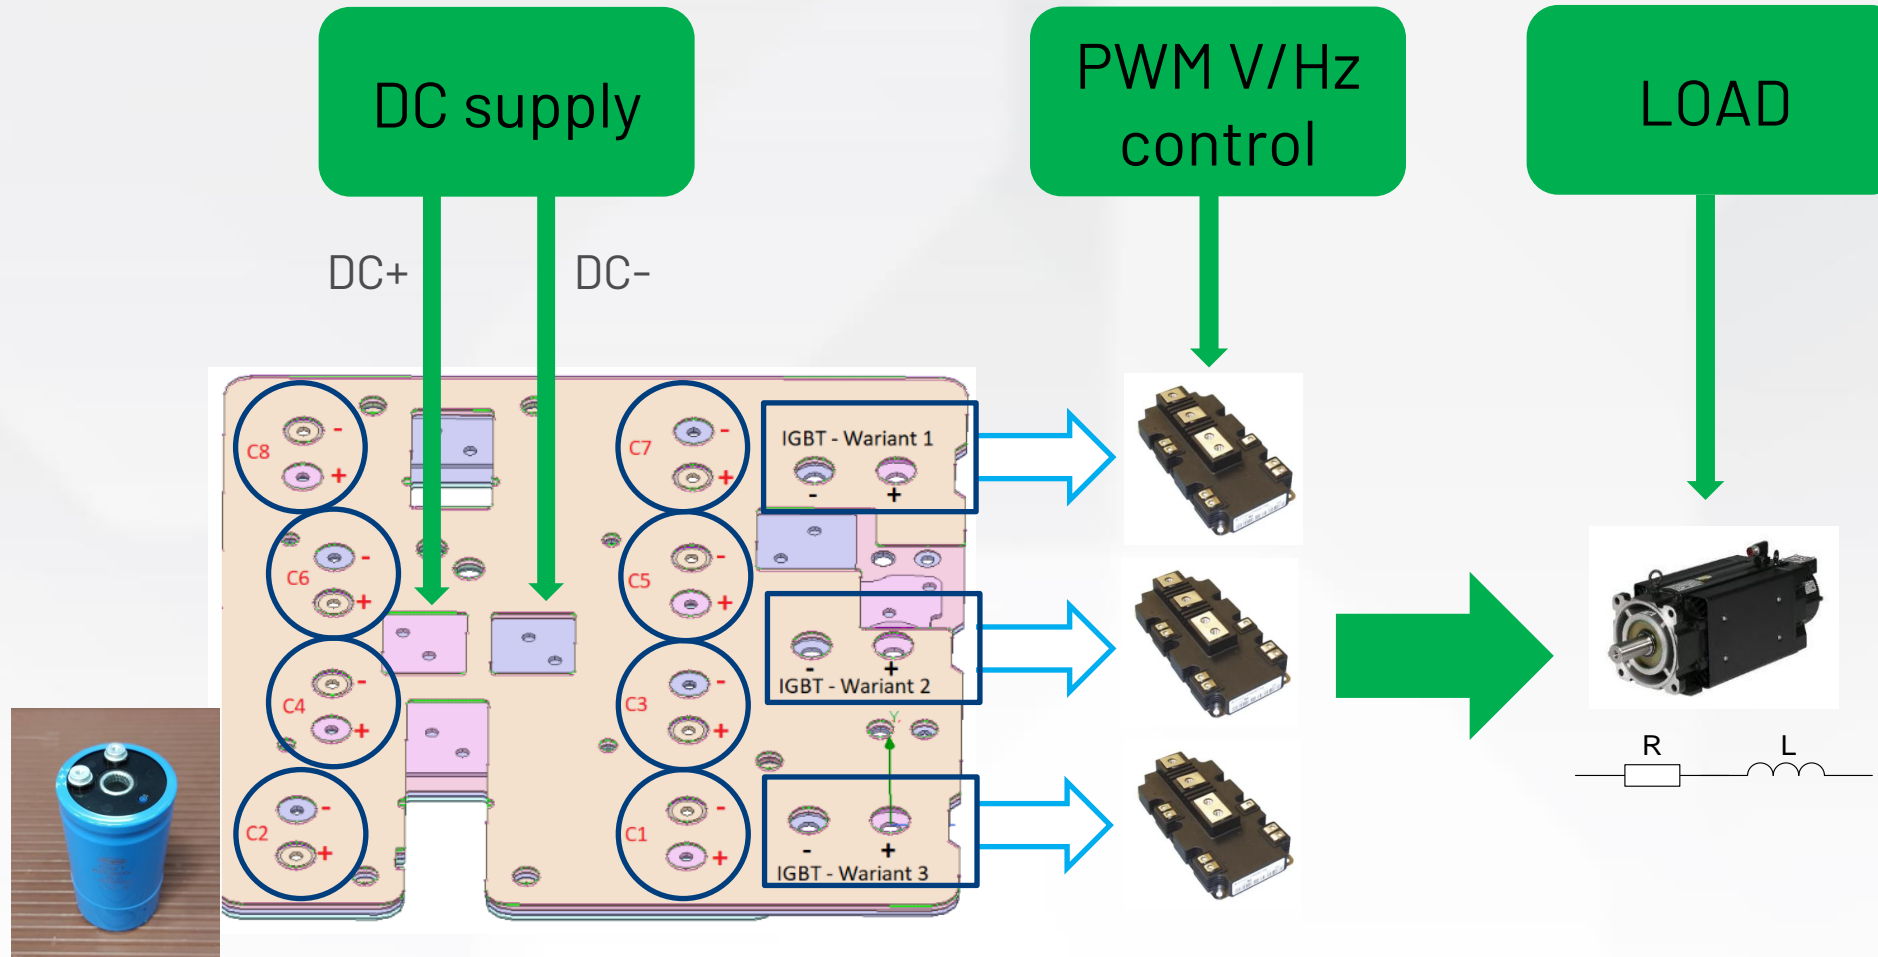 DC supply
PWM V/Hz
control
LOAD
DC+
DC-
C8
-
+
C7
-
+
IGBT - Wariant 1
-
+
C6
-
+
C5
-
+
-
+
IGBT - Wariant 2
C4
-
+
C3
-
+
Y
C2
-
+
C1
-
+
-
+
IGBT - Wariant 3
R
L